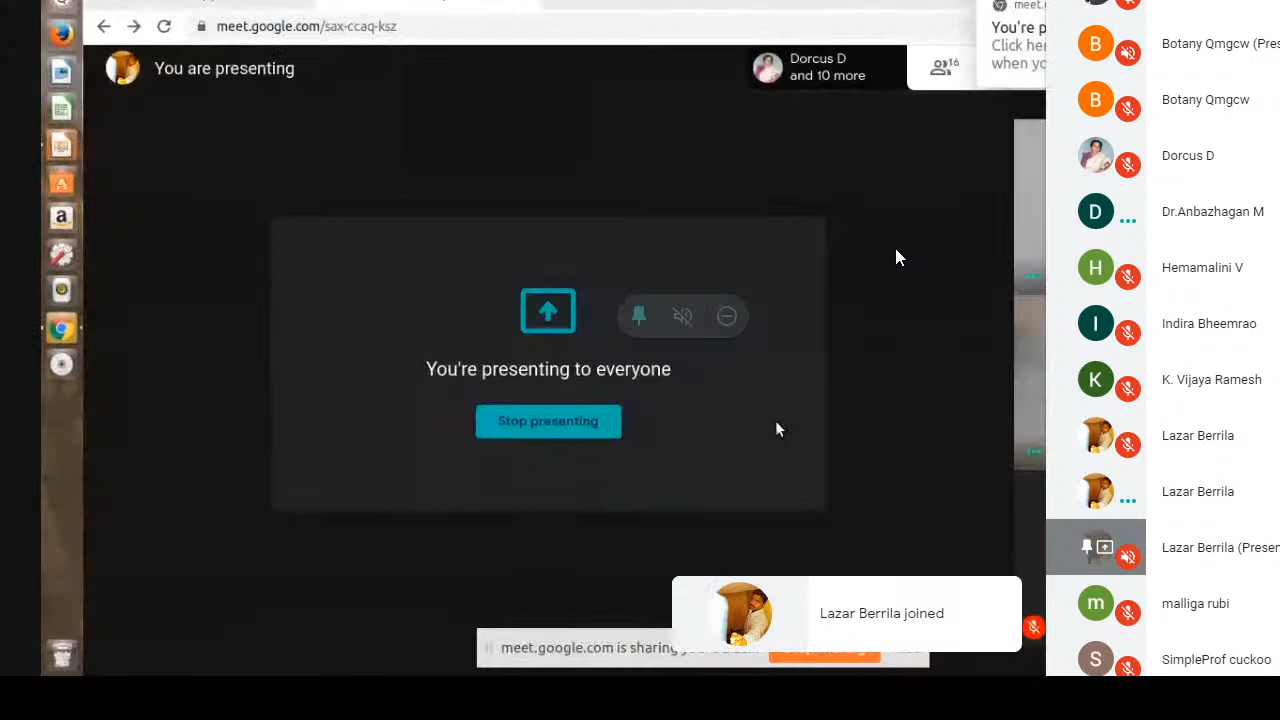 meet.google.com/sax-ccaq-ksz
You are presenting
Dorcus D
and 10 more
16
meet.g
You're p
Click her
when yo
You're presenting to everyone
Stop presenting
Lazar Berrila joined
meet.google.com is sharing
B
Botany Qmgcw (Pres
B
Botany Qmgcw
Dorcus D
D
Dr.Anbazhagan M
H
Hemamalini V
I
Indira Bheemrao
K
K. Vijaya Ramesh
Lazar Berrila
Lazar Berrila
Lazar Berrila (Presen
m
malliga rubi
S
SimpleProf cuckoo